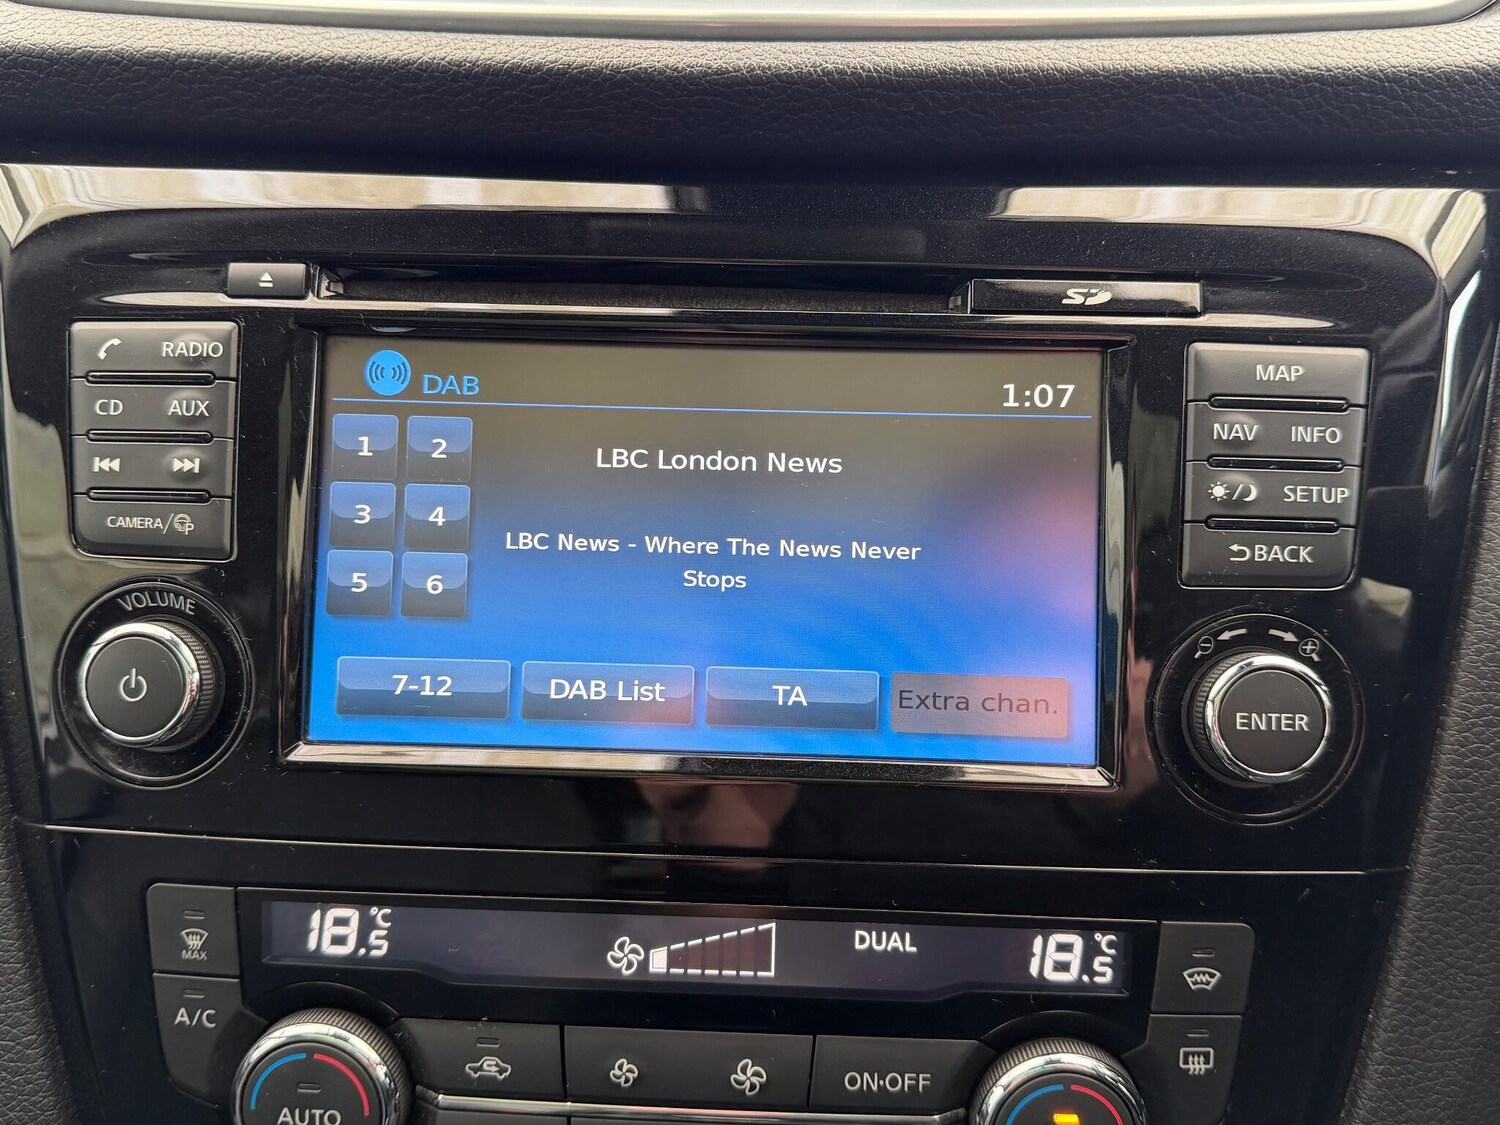 SD
RADIO
CD AUX
CAMERA/P
VOLUME
DAB
1:07
1 2
3 4
5 6
LBC London News
LBC News - Where The News Never
Stops
7-12 DAB List TA Extra chan.
MAP
NAV INFO
SETUP
BACK
ENTER
18.5°C
DUAL
18.5°C
MAX
A/C
AUTO
ON·OFF